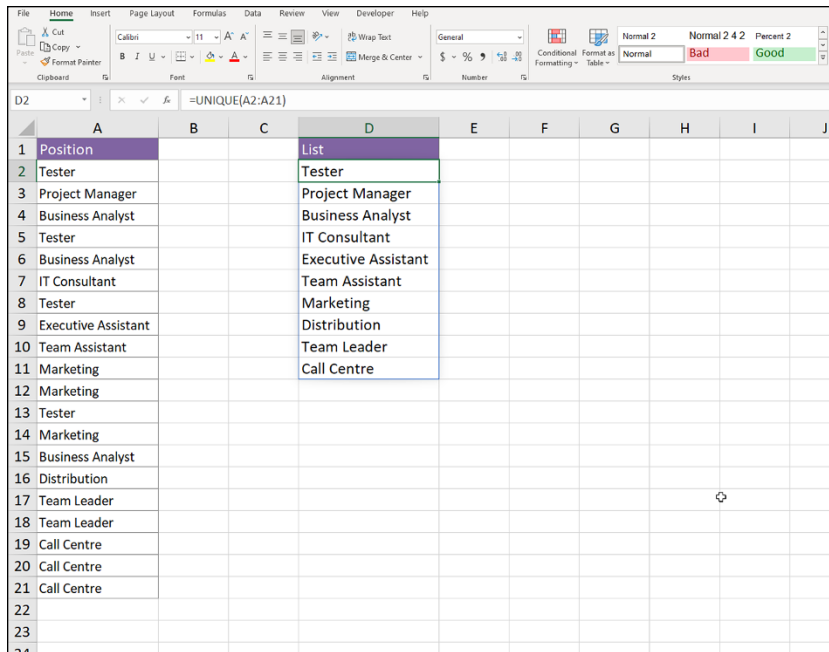 File Home Insert Page Layout Formulas Data Review View Developer Help
Paste
Cut
Copy
Format Painter
Clipboard
Calibri 11 A^ A˅
B I U A
Font
Wrap Text
Merge & Center
Alignment
General
$ % 9
Number
Conditional Formatting
Format as Table
Normal 2 Normal 2 4 2 Percent 2
Normal Bad Good
Styles
D2 fx =UNIQUE(A2:A21)
A B C D E F G H I J
1 Position List
2 Tester Tester
3 Project Manager Project Manager
4 Business Analyst Business Analyst
5 Tester IT Consultant
6 Business Analyst Executive Assistant
7 IT Consultant Team Assistant
8 Tester Marketing
9 Executive Assistant Distribution
10 Team Assistant Team Leader
11 Marketing Call Centre
12 Marketing
13 Tester
14 Marketing
15 Business Analyst
16 Distribution
17 Team Leader
18 Team Leader
19 Call Centre
20 Call Centre
21 Call Centre
22
23
24